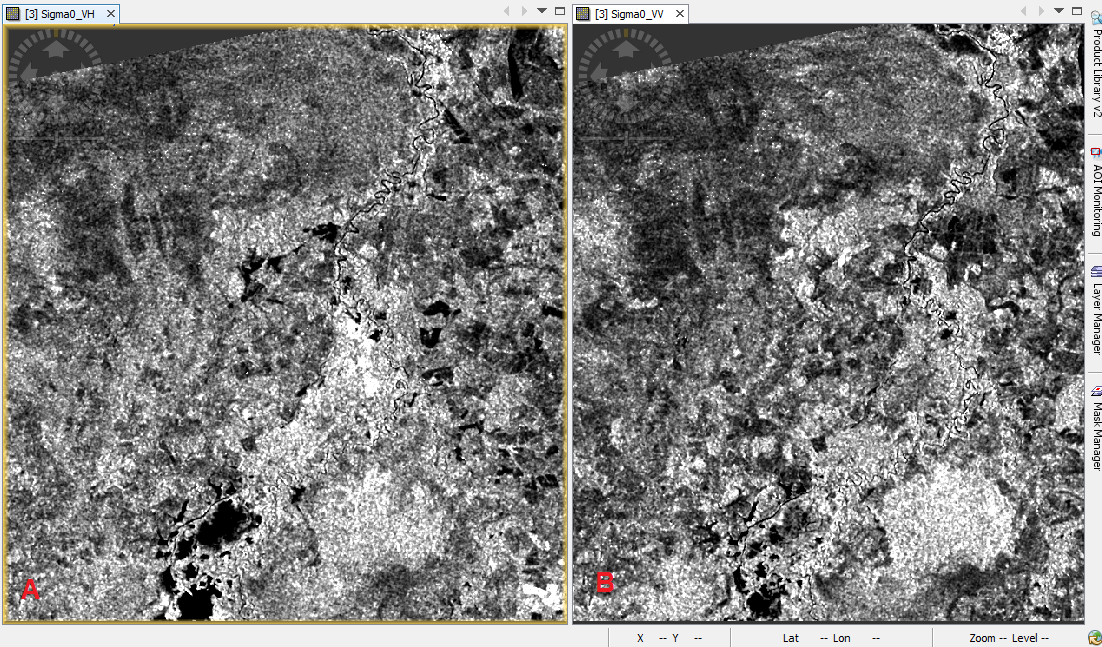 [3] Sigma0_VH
[3] Sigma0_VV
Product Library v2
AOI Monitoring
Layer Manager
Mask Manager
A
B
X -- Y -- Lat -- Lon -- Zoom -- Level --